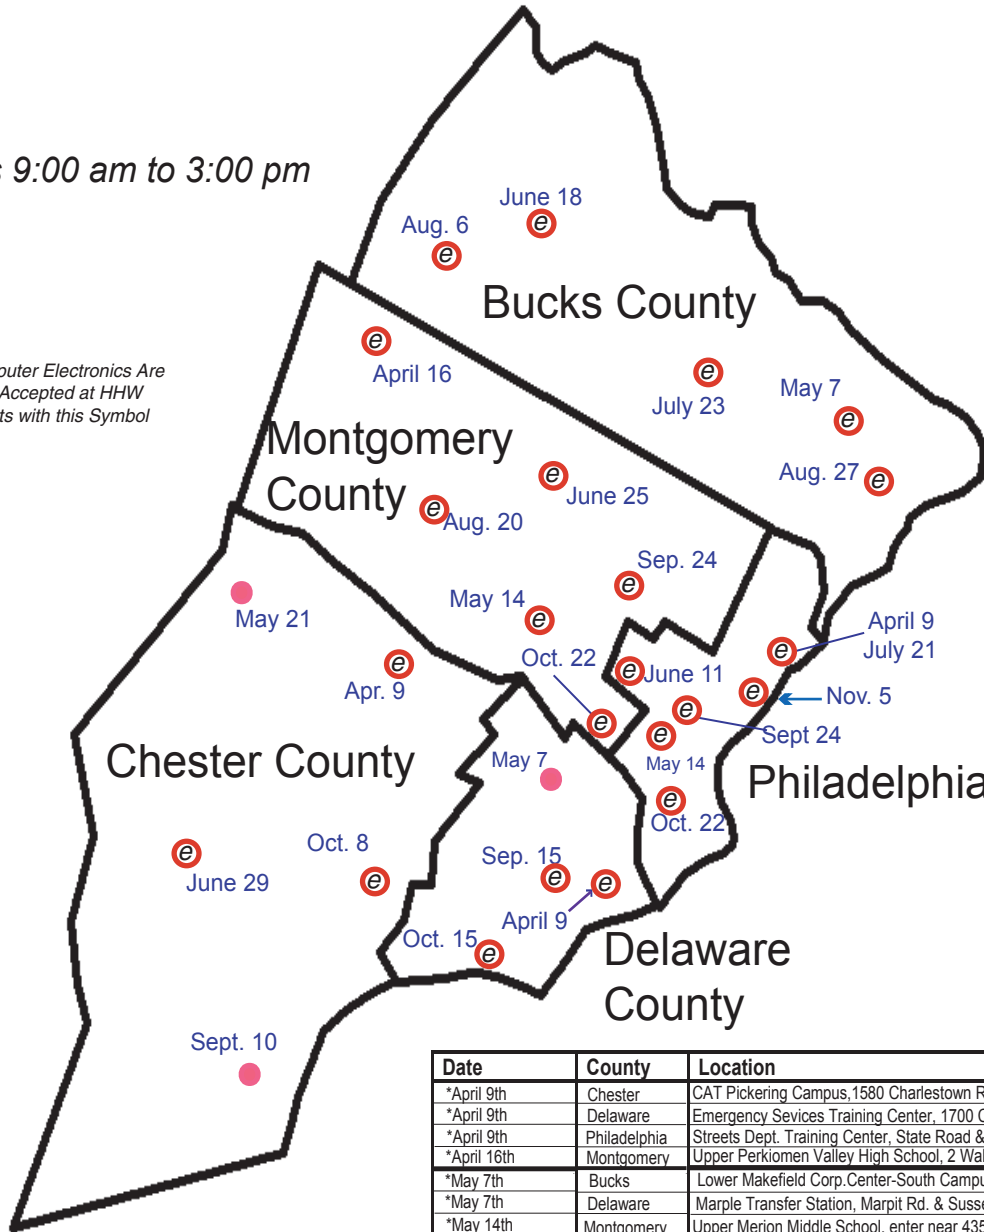 9:00 am to 3:00 pm
June 18
Aug. 6
e
e
Bucks County
e
April 16
Electronics Are
Accepted at HHW
with this Symbol
e
July 23
May 7
e
Montgomery
County
Aug. 27
e
e
June 25
e
Aug. 20
Sep. 24
e
May 21
May 14
e
April 9
July 21
e
Oct. 22
e
June 11
Apr. 9
e
e
Nov. 5
e
Sept 24
e
e
May 14
Chester County
May 7
Philadelphia
e
Oct. 22
e
June 29
Oct. 8
e
Sep. 15
e
e
April 9
Oct. 15
e
Delaware
County
Sept. 10
Date County Location
*April 9th Chester CAT Pickering Campus,1580 Charlestown
*April 9th Delaware Emergency Sevices Training Center, 1700
*April 9th Philadelphia Streets Dept. Training Center, State Road &
*April 16th Montgomery Upper Perkiomen Valley High School, 2
*May 7th Bucks Lower Makefield Corp.Center-South
*May 7th Delaware Marple Transfer Station, Marpit Rd. &
*May 14th Montgomery Upper Merion Middle School, enter near